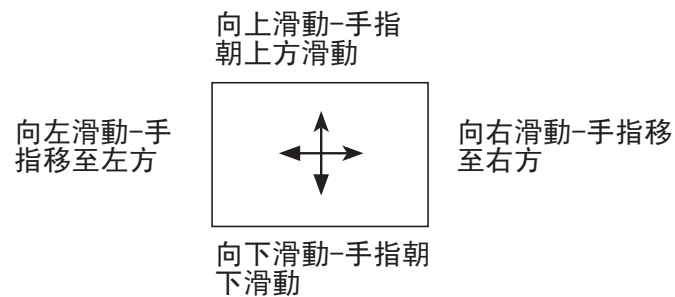 向上滑動-手指
朝上方滑動
向左滑動-手
指移至左方
向右滑動-手指移
至右方
向下滑動-手指朝
下滑動